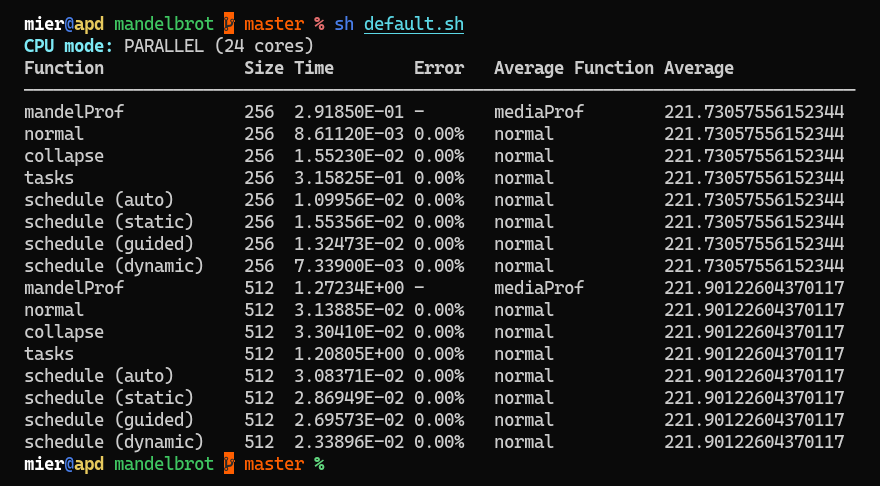 mier@apd mandelbrot master % sh default.sh
CPU mode: PARALLEL (24 cores)
Function Size Time Error Average Function Average
mandelProf 256 2.91850E-01 - mediaProf 221.73057556152344
normal 256 8.61120E-03 0.00% normal 221.73057556152344
collapse 256 1.55230E-02 0.00% normal 221.73057556152344
tasks 256 3.15825E-01 0.00% normal 221.73057556152344
schedule (auto) 256 1.09956E-02 0.00% normal 221.73057556152344
schedule (static) 256 1.55356E-02 0.00% normal 221.73057556152344
schedule (guided) 256 1.32473E-02 0.00% normal 221.73057556152344
schedule (dynamic) 256 7.33900E-03 0.00% normal 221.73057556152344
mandelProf 512 1.27234E+00 - mediaProf 221.90122604370117
normal 512 3.13885E-02 0.00% normal 221.90122604370117
collapse 512 3.30410E-02 0.00% normal 221.90122604370117
tasks 512 1.20805E+00 0.00% normal 221.90122604370117
schedule (auto) 512 3.08371E-02 0.00% normal 221.90122604370117
schedule (static) 512 2.86949E-02 0.00% normal 221.90122604370117
schedule (guided) 512 2.69573E-02 0.00% normal 221.90122604370117
schedule (dynamic) 512 2.33896E-02 0.00% normal 221.90122604370117
mier@apd mandelbrot master %